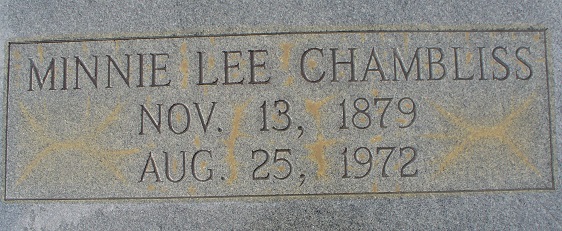 MINNIE LEE CHAMBLISS
NOV. 13, 1879
AUG. 25, 1972